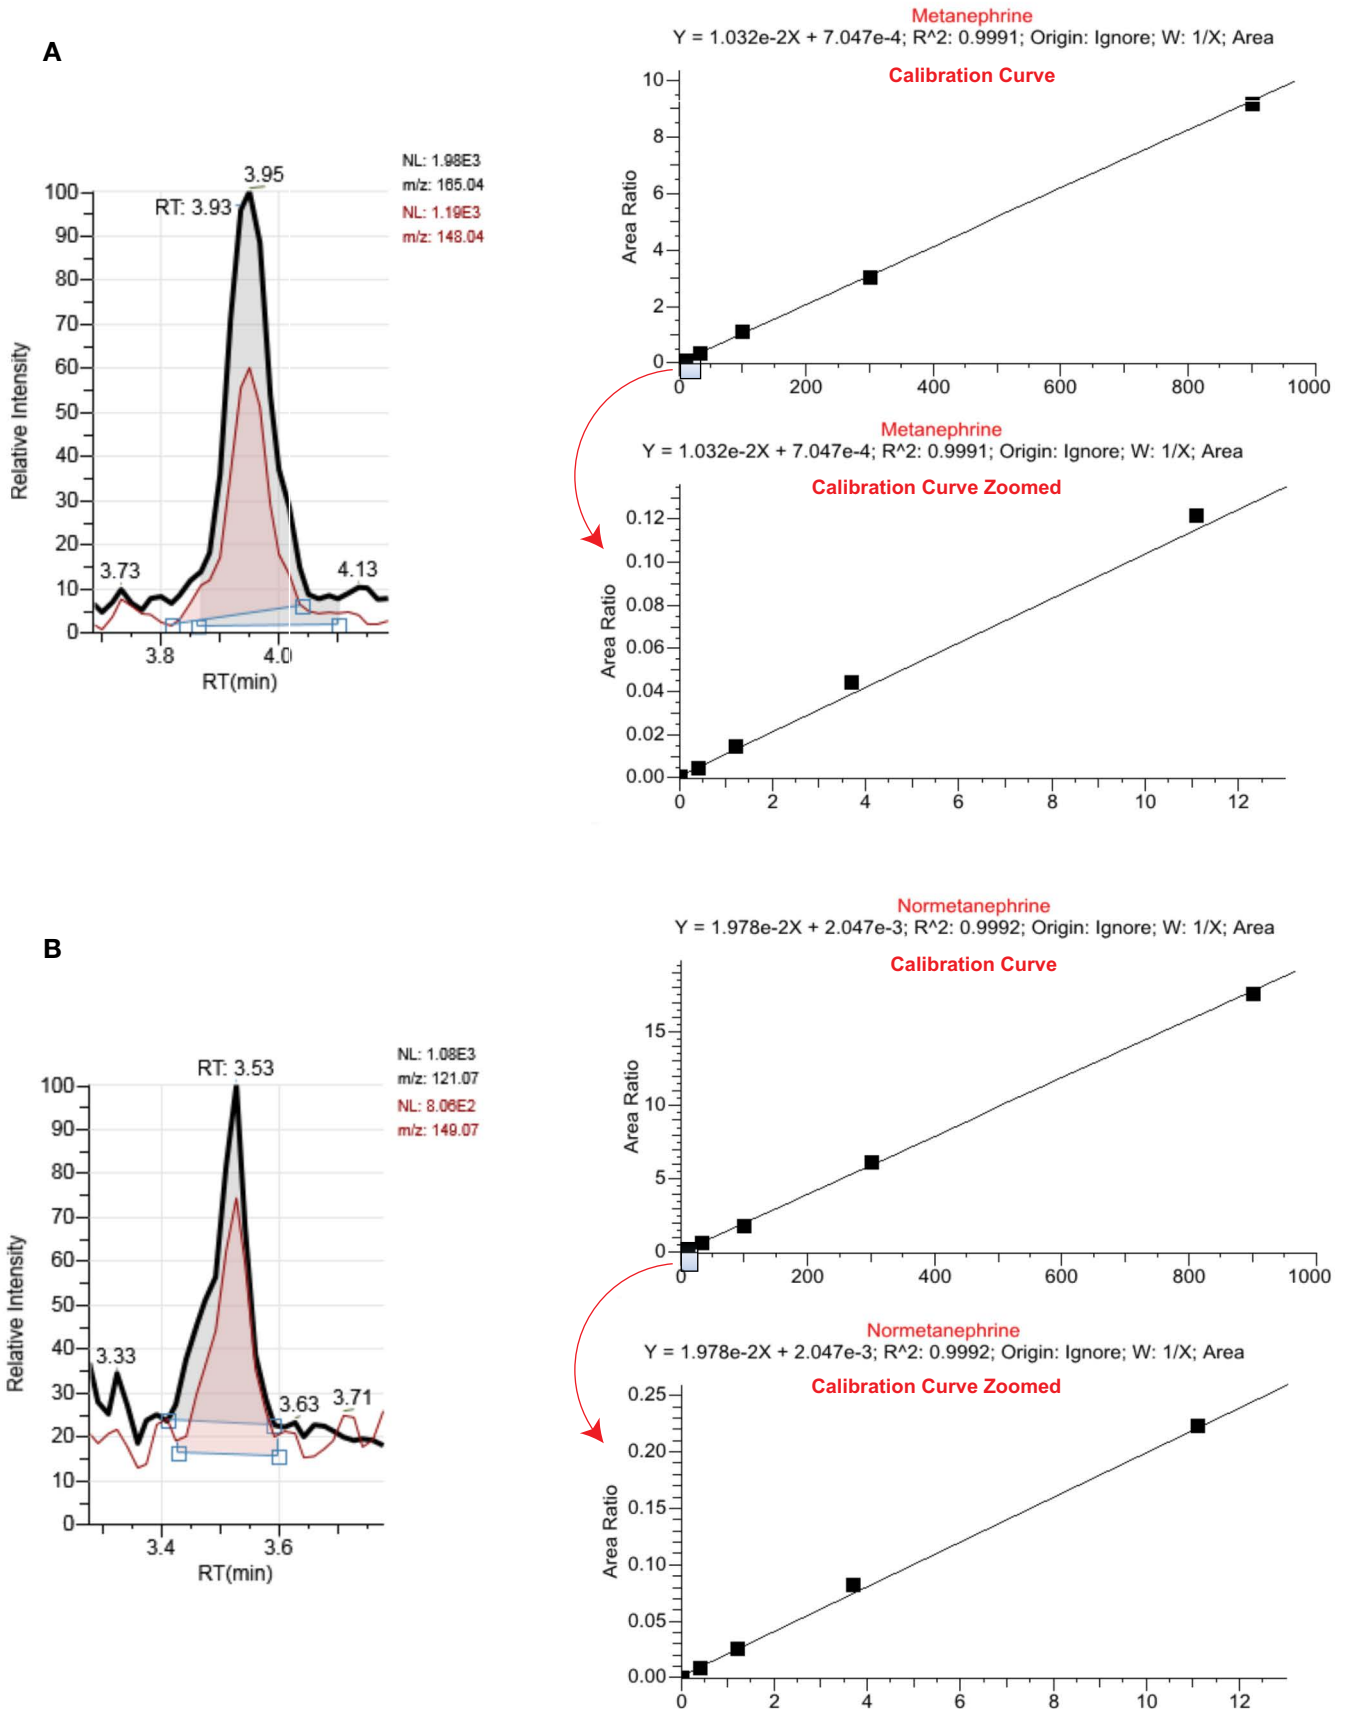 A
Metanephrine
Y = 1.032e-2X + 7.047e-4; R^2: 0.9991; Origin: Ignore; W: 1/X; Area
Calibration Curve
10
8
6
4
2
0
Area Ratio
0 200 400 600 800 1000
NL: 1.98E3
m/z: 165.04
NL: 1.19E3
m/z: 148.04
3.95
RT: 3.93
3.73
4.13
100
90
80
70
60
50
40
30
20
10
0
Relative Intensity
3.8 4.0
RT(min)
Metanephrine
Y = 1.032e-2X + 7.047e-4; R^2: 0.9991; Origin: Ignore; W: 1/X; Area
Calibration Curve Zoomed
0.12
0.10
0.08
0.06
0.04
0.02
0.00
Area Ratio
0 2 4 6 8 10 12
B
Normetanephrine
Y = 1.978e-2X + 2.047e-3; R^2: 0.9992; Origin: Ignore; W: 1/X; Area
Calibration Curve
15
10
5
0
Area Ratio
0 200 400 600 800 1000
NL: 1.08E3
m/z: 121.07
NL: 8.06E2
m/z: 149.07
RT: 3.53
3.33
3.63
3.71
100
90
80
70
60
50
40
30
20
10
0
Relative Intensity
3.4 3.6
RT(min)
Normetanephrine
Y = 1.978e-2X + 2.047e-3; R^2: 0.9992; Origin: Ignore; W: 1/X; Area
Calibration Curve Zoomed
0.25
0.20
0.15
0.10
0.05
0.00
Area Ratio
0 2 4 6 8 10 12